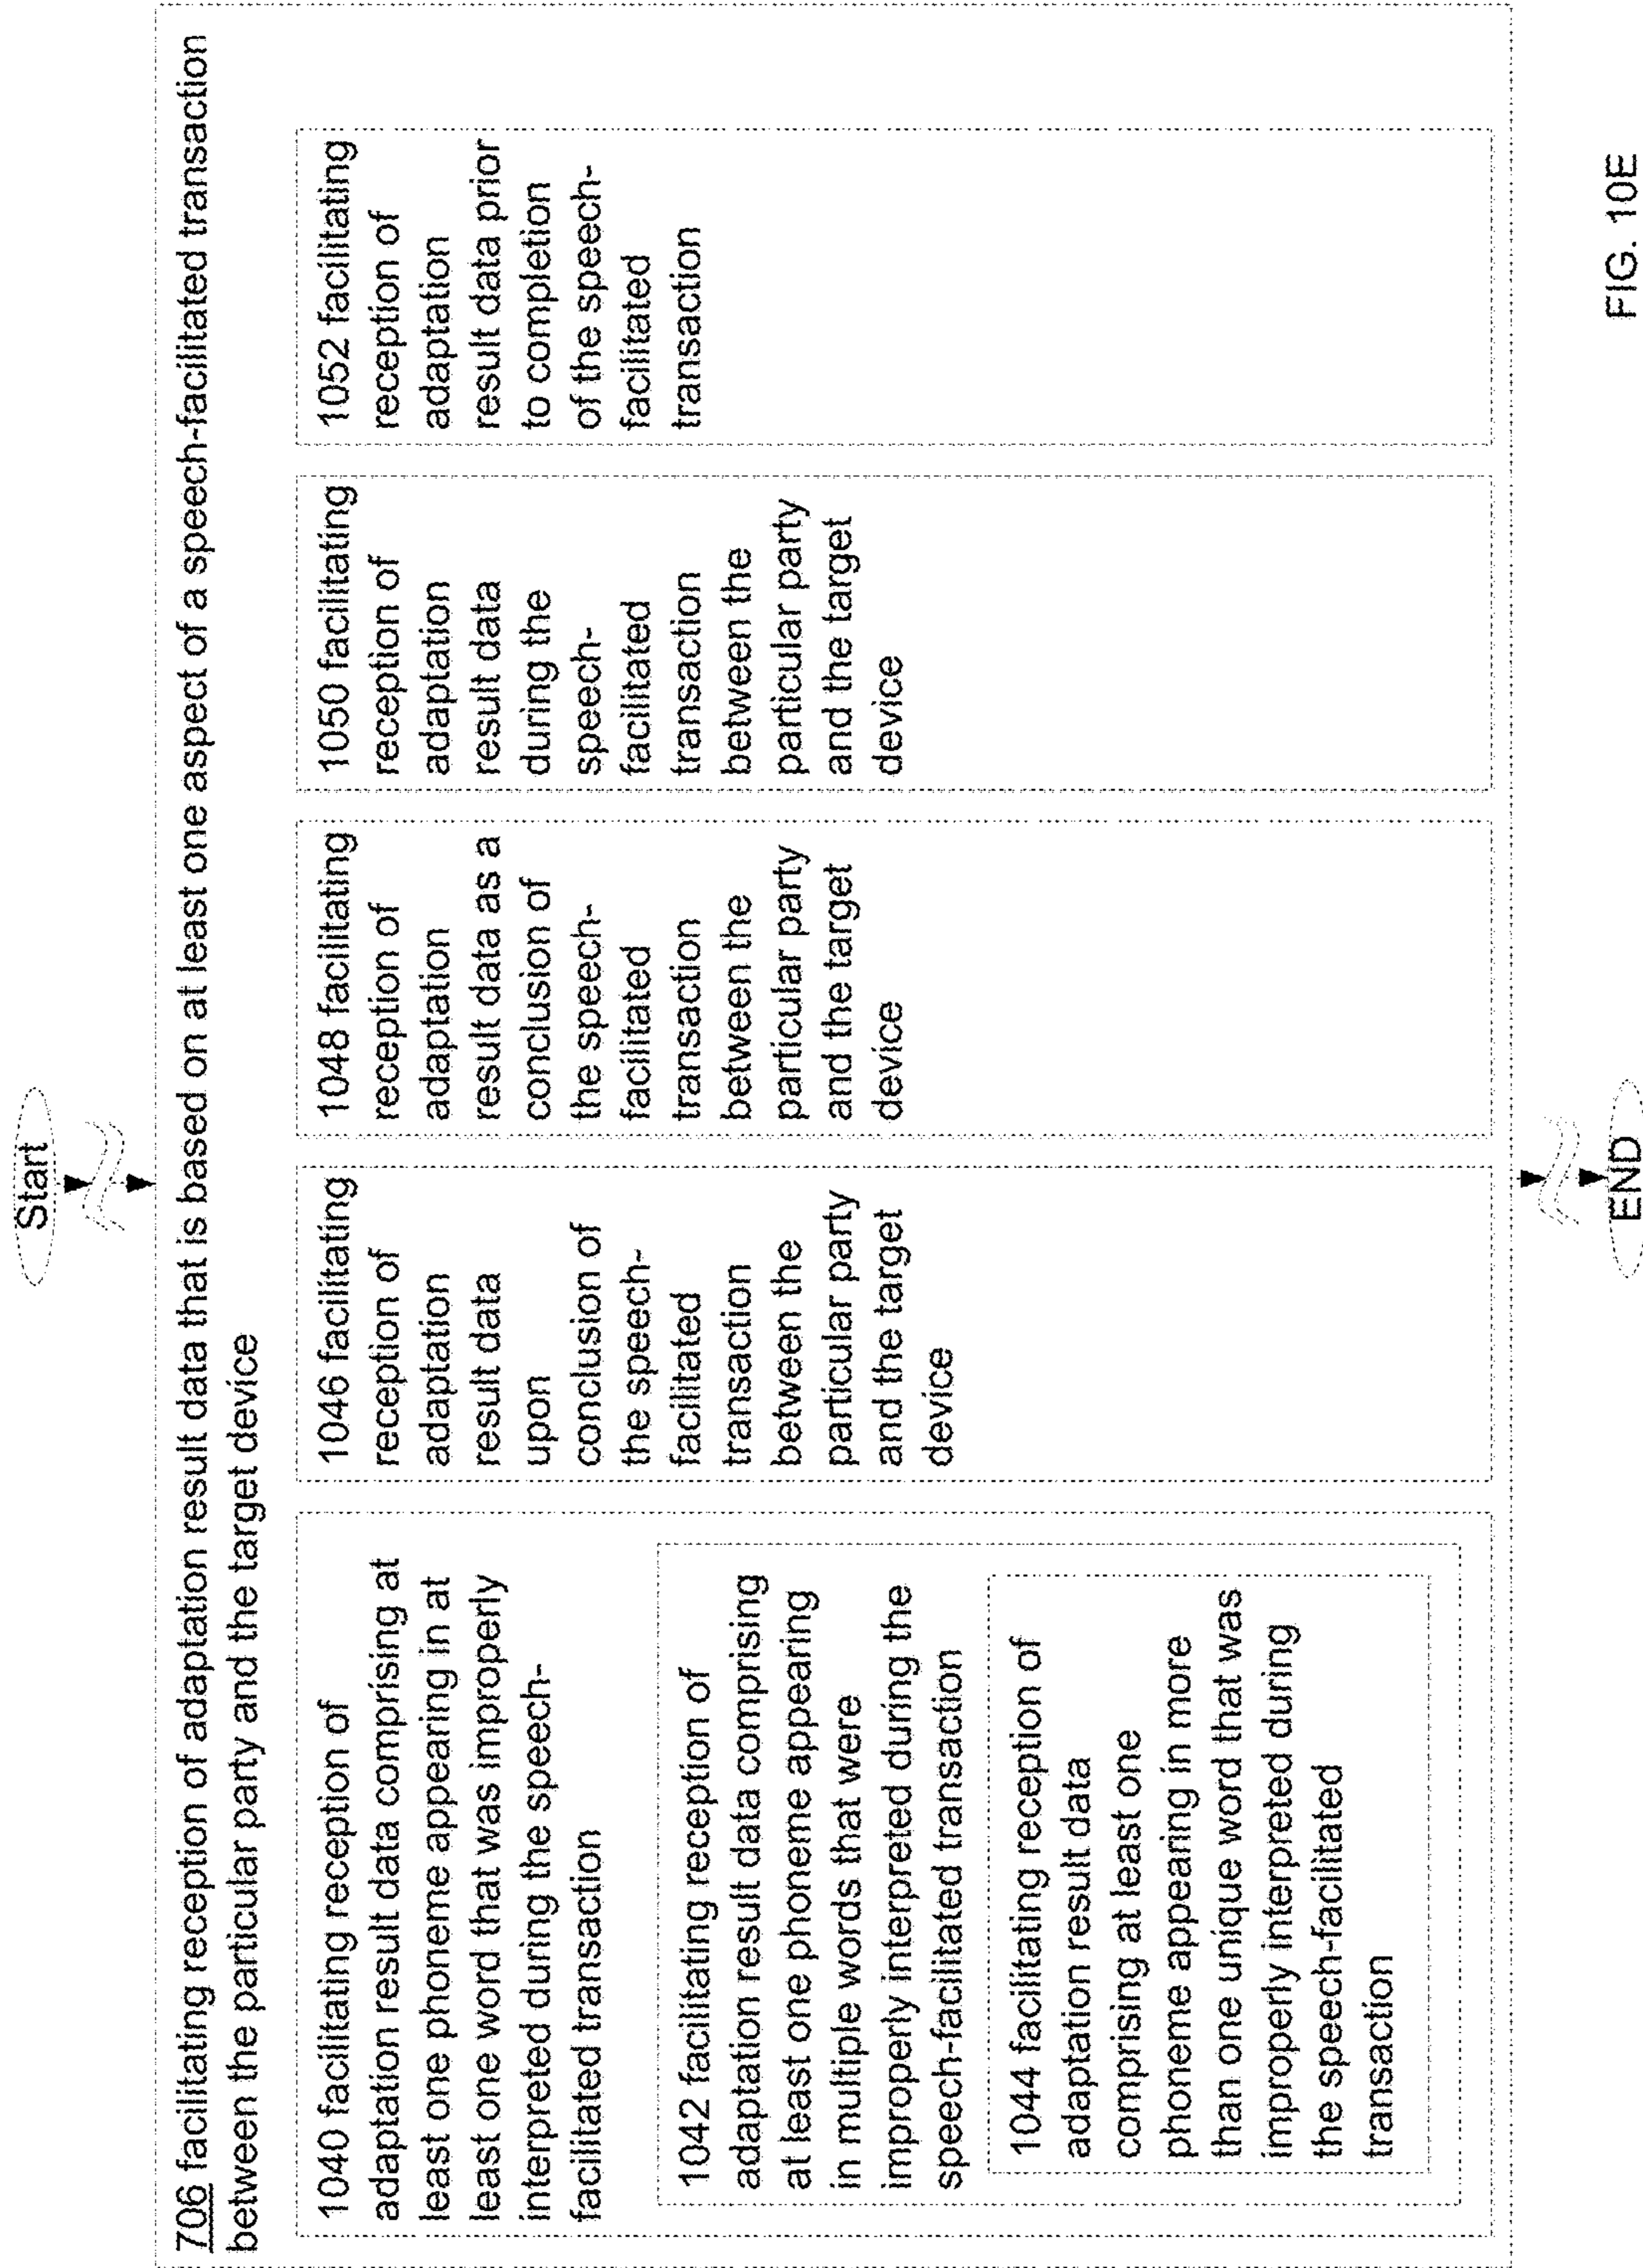 Start
706 facilitating reception of adaptation result data that is based on at least one aspect of a speech-facilitated transaction
between the particular party and the target device
1040 facilitating reception of
adaptation result data comprising at
least one phoneme appearing in at
least one word that was improperly
interpreted during the speech-
facilitated transaction
1042 facilitating reception of
adaptation result data comprising
at least one phoneme appearing
in multiple words that were
improperly interpreted during the
speech-facilitated transaction
1044 facilitating reception of
adaptation result data
comprising at least one
phoneme appearing in more
than one unique word that was
improperly interpreted during
the speech-facilitated
transaction
1046 facilitating
reception of
adaptation
result data
upon
conclusion of
the speech-
facilitated
transaction
between the
particular party
and the target
device
1048 facilitating
reception of
adaptation
result data as a
conclusion of
the speech-
facilitated
transaction
between the
particular party
and the target
device
1050 facilitating
reception of
adaptation
result data
during the
speech-
facilitated
transaction
between the
particular party
and the target
device
1052 facilitating
reception of
adaptation
result data prior
to completion
of the speech-
facilitated
transaction
END
FIG. 10E